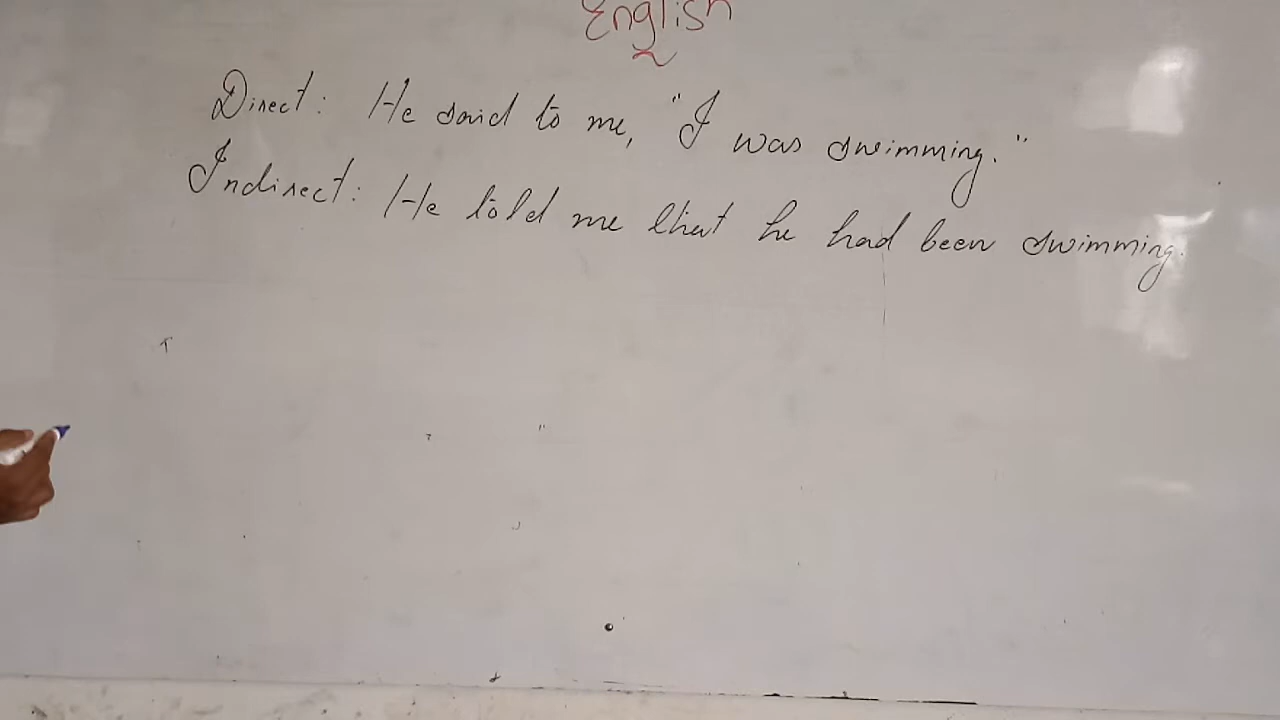 English
Direct: He said to me, "I was swimming."
Indirect: He told me that he had been swimming.